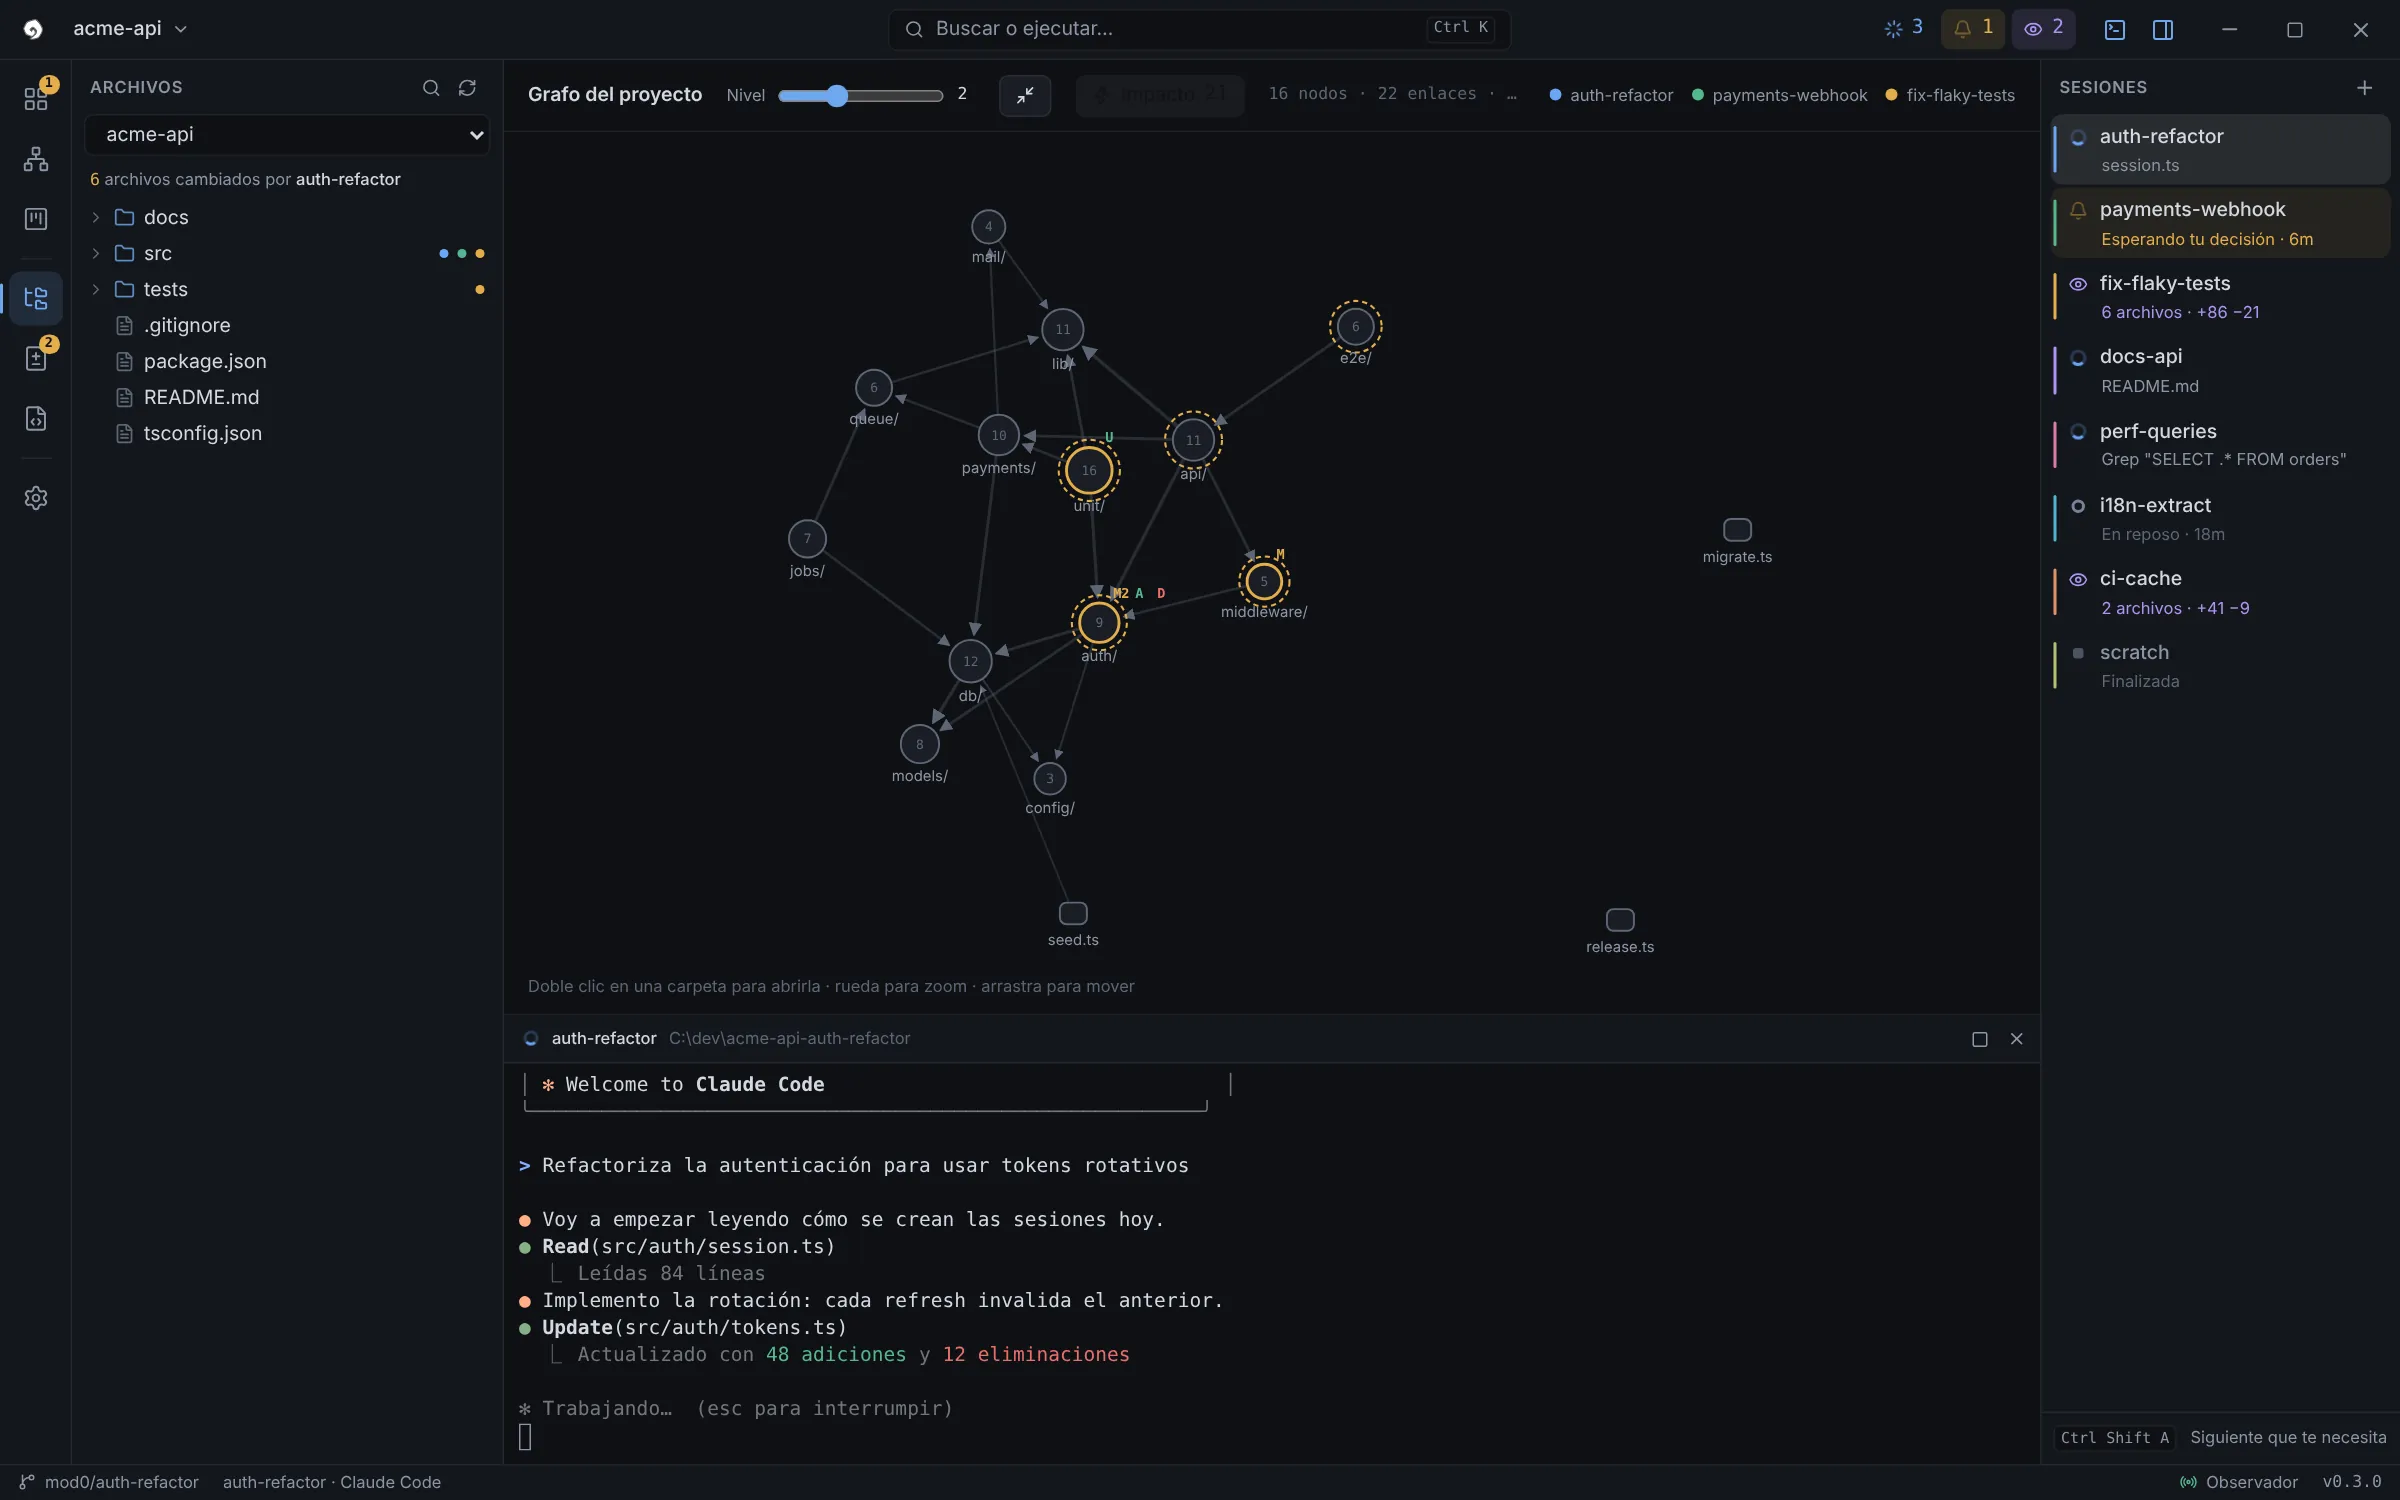 acme-api
Buscar o ejecutar...
Ctrl K
3
1
2
1
2
ARCHIVOS
acme-api
6 archivos cambiados por auth-refactor
docs
src
tests
.gitignore
package.json
README.md
tsconfig.json
Grafo del proyecto
Nivel
2
Impacto 21
16 nodos · 22 enlaces · …
auth-refactor
payments-webhook
fix-flaky-tests
4
mail/
11
lib/
6
e2e/
6
queue/
10
payments/
U
16
unit/
11
api/
7
jobs/
migrate.ts
M
5
middleware/
M2 A D
9
auth/
12
db/
8
models/
3
config/
seed.ts
release.ts
Doble clic en una carpeta para abrirla · rueda para zoom · arrastra para mover
auth-refactor C:\dev\acme-api-auth-refactor
✻ Welcome to Claude Code
> Refactoriza la autenticación para usar tokens rotativos
● Voy a empezar leyendo cómo se crean las sesiones hoy.
● Read(src/auth/session.ts)
⎿ Leídas 84 líneas
● Implemento la rotación: cada refresh invalida el anterior.
● Update(src/auth/tokens.ts)
⎿ Actualizado con 48 adiciones y 12 eliminaciones
✻ Trabajando… (esc para interrumpir)
SESIONES
auth-refactor
session.ts
payments-webhook
Esperando tu decisión · 6m
fix-flaky-tests
6 archivos · +86 −21
docs-api
README.md
perf-queries
Grep "SELECT .* FROM orders"
i18n-extract
En reposo · 18m
ci-cache
2 archivos · +41 −9
scratch
Finalizada
Ctrl Shift A
Siguiente que te necesita
mod0/auth-refactor
auth-refactor · Claude Code
Observador
v0.3.0